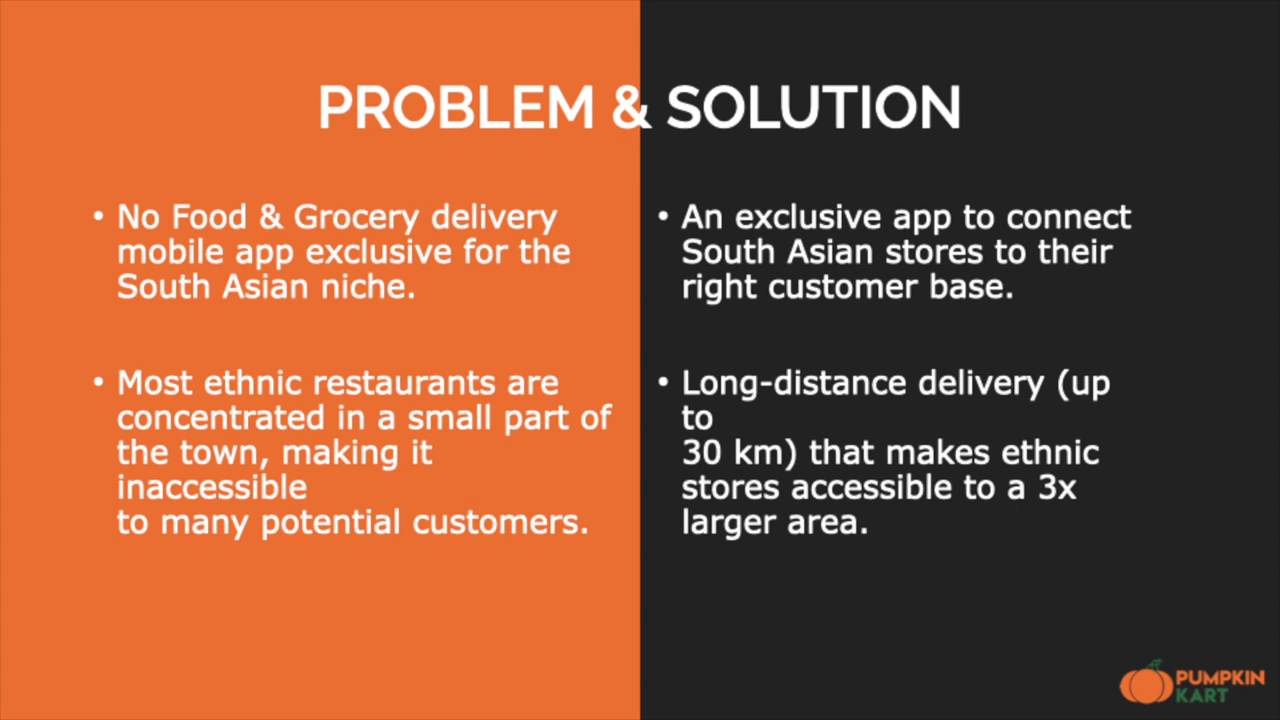 PROBLEM & SOLUTION
• No Food & Grocery delivery
mobile app exclusive for the
South Asian niche.
• Most ethnic restaurants are
concentrated in a small part of
the town, making it
inaccessible
to many potential customers.
• An exclusive app to connect
South Asian stores to their
right customer base.
• Long-distance delivery (up
to
30 km) that makes ethnic
stores accessible to a 3x
larger area.
PUMPKIN
KART